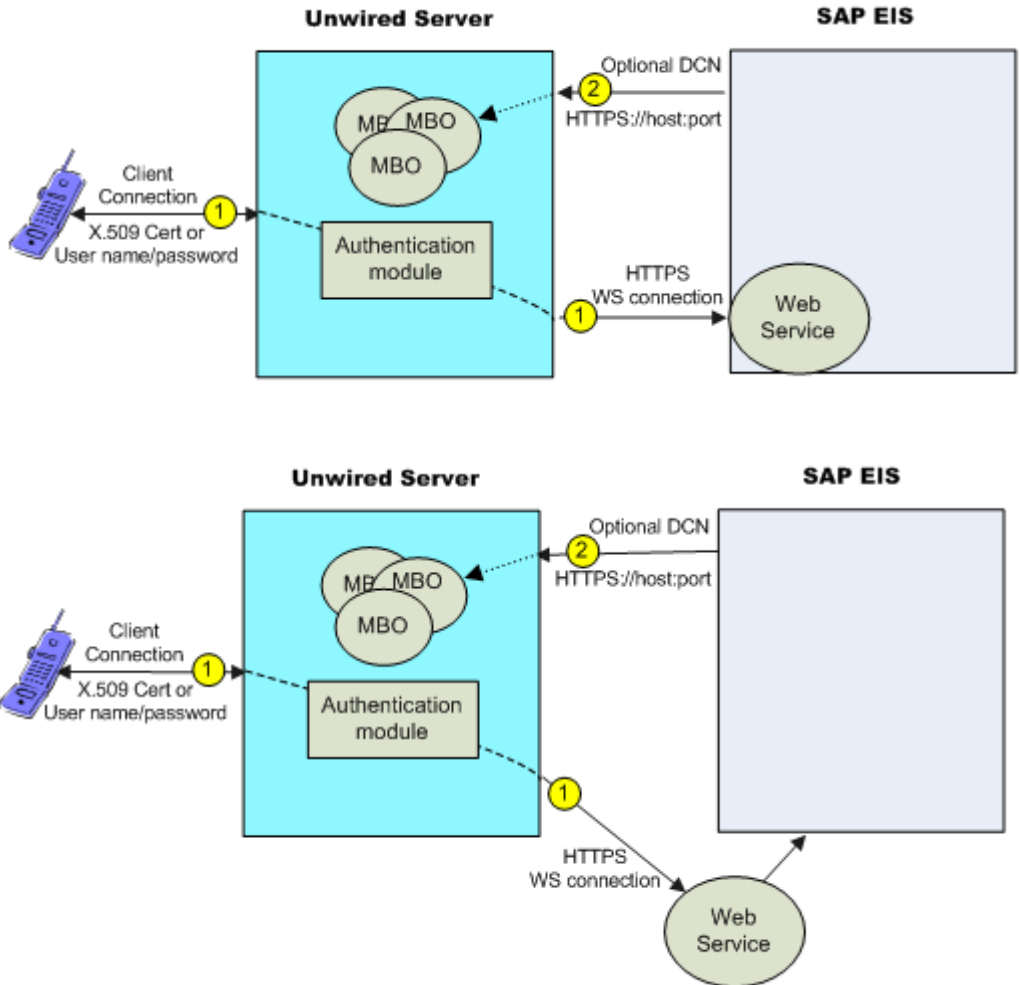 Unwired Server
SAP EIS
Optional DCN
2
HTTPS://host:port
MBO
MBO
Client
Connection
1
X.509 Cert or
User name/password
Authentication
module
HTTPS
WS connection
1
Web
Service
Unwired Server
SAP EIS
Optional DCN
2
HTTPS://host:port
MBO
MBO
Client
Connection
1
X.509 Cert or
User name/password
Authentication
module
1
HTTPS
WS connection
Web
Service